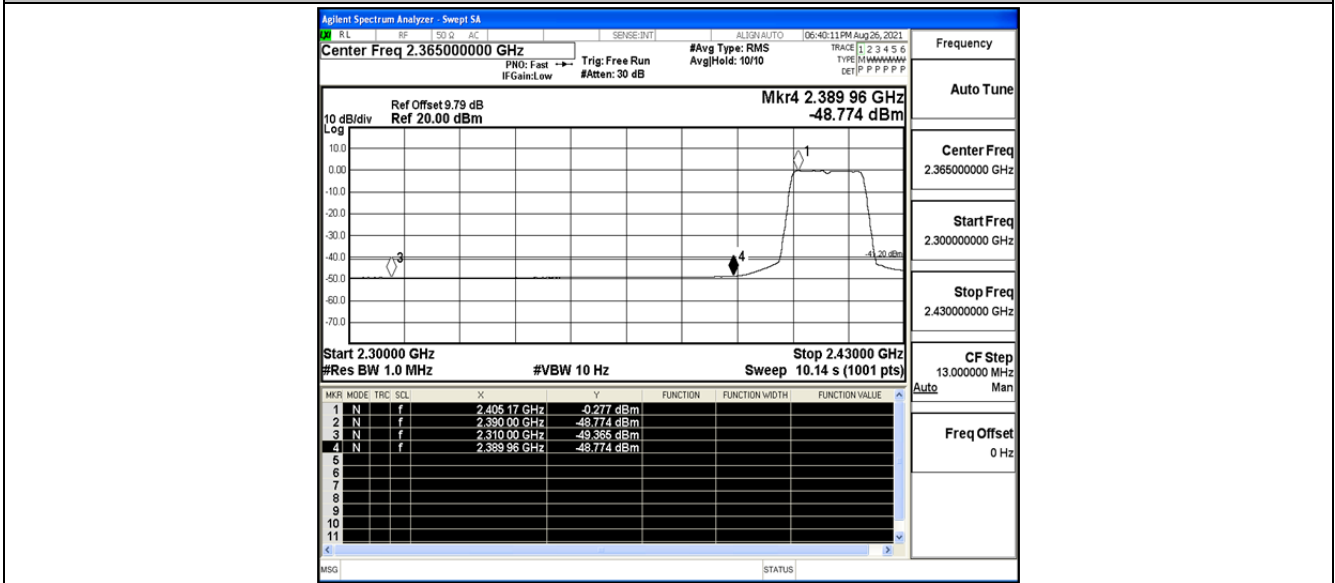 Agilent Spectrum Analyzer - Swept SA
RL RF 50 Ω AC SENSE:INT ALIGN AUTO 06:40:11 PM Aug 26, 2021
Center Freq 2.365000000 GHz
PNO: Fast
IFGain:Low
Trig: Free Run
#Atten: 30 dB
#Avg Type: RMS
Avg|Hold: 10/10
TRACE 1 2 3 4 5 6
TYPE M W W W W W
DET P P P P P P
Mkr4 2.389 96 GHz
-48.774 dBm
Ref Offset 9.79 dB
10 dB/div Ref 20.00 dBm
Log
10.0
0.00
-10.0
-20.0
-30.0
-40.0
-50.0
-60.0
-70.0
1
3
4
-41.20 dBm
Start 2.30000 GHz Stop 2.43000 GHz
#Res BW 1.0 MHz #VBW 10 Hz Sweep 10.14 s (1001 pts)
MKR MODE TRC SCL X Y FUNCTION FUNCTION WIDTH FUNCTION VALUE
1 N f 2.405 17 GHz -0.277 dBm
2 N f 2.390 00 GHz -48.774 dBm
3 N f 2.310 00 GHz -49.365 dBm
4 N f 2.389 96 GHz -48.774 dBm
5
6
7
8
9
10
11
MSG STATUS
Frequency
Auto Tune
Center Freq
2.365000000 GHz
Start Freq
2.300000000 GHz
Stop Freq
2.430000000 GHz
CF Step
13.000000 MHz
Auto Man
Freq Offset
0 Hz